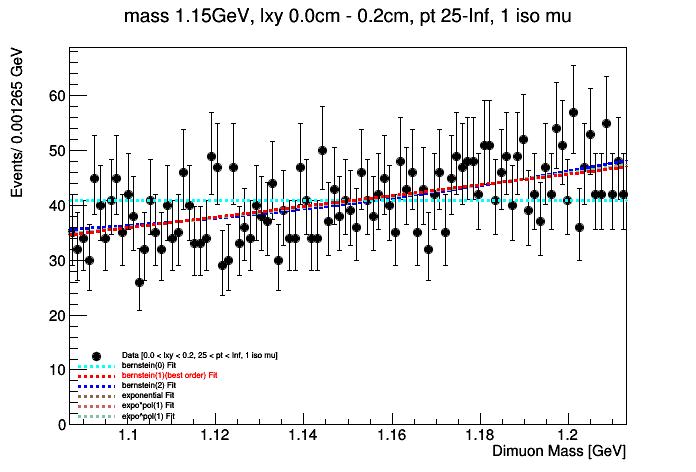 mass 1.15GeV, lxy 0.0cm - 0.2cm, pt 25-Inf, 1 iso mu
Events/ 0.001265 GeV
60
50
40
30
20
10
0
Data [0.0 < lxy < 0.2, 25 < pt < Inf, 1 iso mu]
bernstein(0) Fit
bernstein(1)(best order) Fit
bernstein(2) Fit
exponential Fit
expo*pol(1) Fit
expo^pol(1) Fit
1.1 1.12 1.14 1.16 1.18 1.2
Dimuon Mass [GeV]